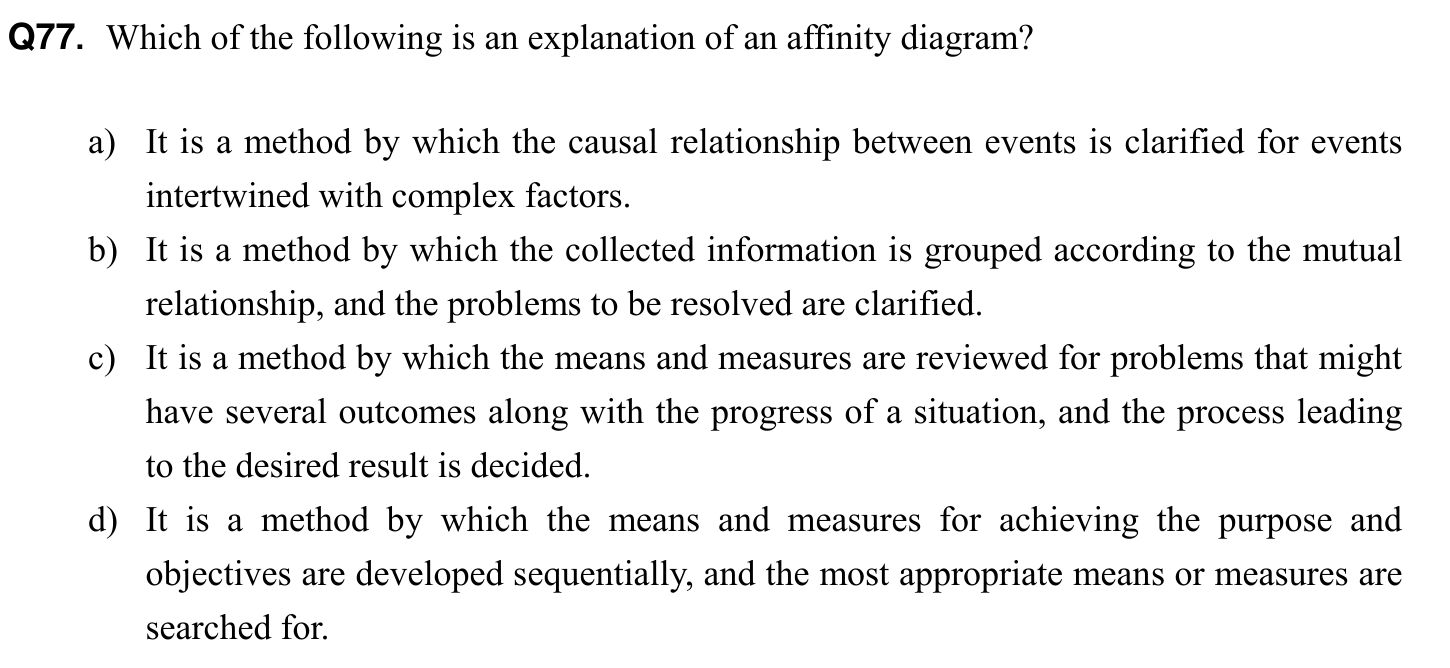 Q77. Which of the following is an explanation of an affinity diagram?
a) It is a method by which the causal relationship between events is clarified for events
intertwined with complex factors.
b) It is a method by which the collected information is grouped according to the mutual
relationship, and the problems to be resolved are clarified.
c) It is a method by which the means and measures are reviewed for problems that might
have several outcomes along with the progress of a situation, and the process leading
to the desired result is decided.
d) It is a method by which the means and measures for achieving the purpose and
objectives are developed sequentially, and the most appropriate means or measures are
searched for.